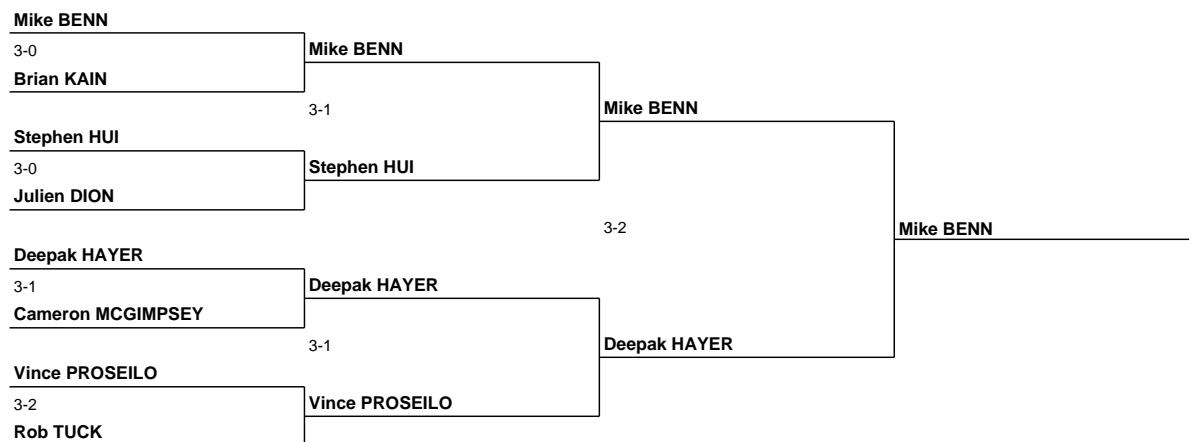 Mike BENN
3-0
Brian KAIN
Stephen HUI
3-0
Julien DION
Deepak HAYER
3-1
Cameron MCGIMPSEY
Vince PROSEILO
3-2
Rob TUCK
Mike BENN
3-1
Stephen HUI
Deepak HAYER
3-1
Vince PROSEILO
Mike BENN
3-2
Deepak HAYER
Mike BENN